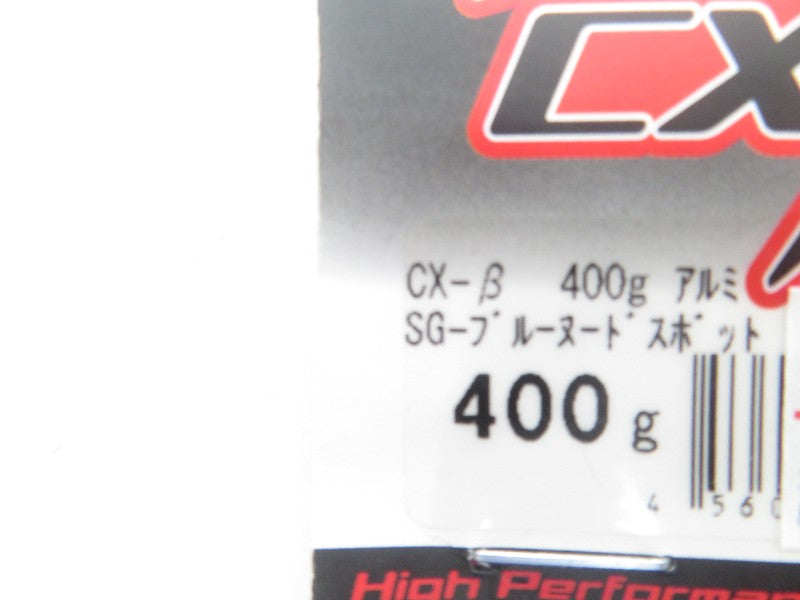 CX
CX-β 400g アルミ
SG-ブルーヌードスポット
400 g
4 560
High Performan